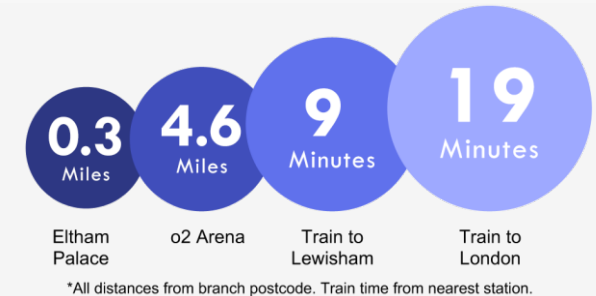 0.3
Miles
4.6
Miles
9
Minutes
19
Minutes
Eltham
Palace
o2 Arena
Train to
Lewisham
Train to
London
*All distances from branch postcode. Train time from nearest station.